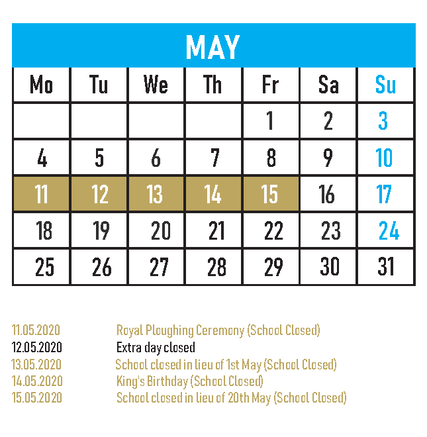 MAY
Mo Tu We Th Fr Sa Su
1 2 3
4 5 6 7 8 9 10
11 12 13 14 15 16 17
18 19 20 21 22 23 24
25 26 27 28 29 30 31
11.05.2020 Royal Ploughing Ceremony (School Closed)
12.05.2020 Extra day closed
13.05.2020 School closed in lieu of 1st May (School Closed)
14.05.2020 King's Birthday (School Closed)
15.05.2020 School closed in lieu of 20th May (School Closed)